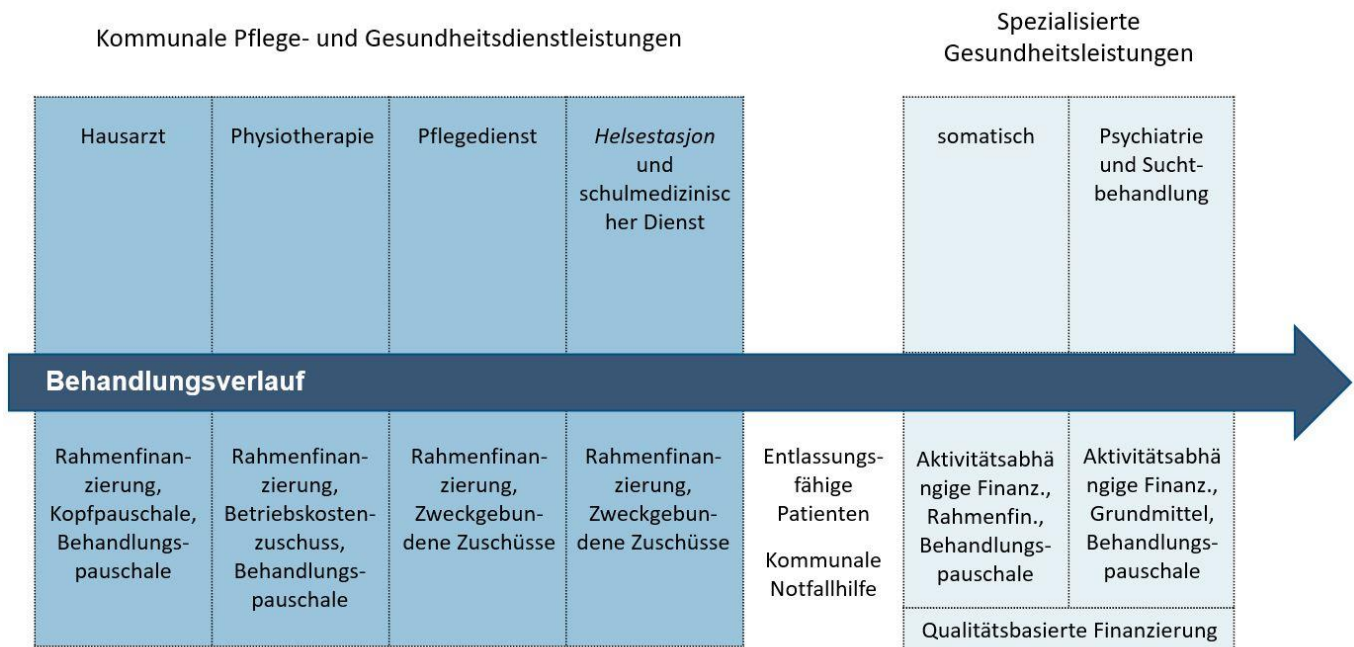 Kommunale Pflege- und Gesundheitsdienstleistungen
Spezialisierte
Gesundheitsleistungen
Hausarzt
Physiotherapie
Pflegedienst
Helsestasjon
und
schulmedizinisc
her Dienst
somatisch
Psychiatrie
und Sucht-
behandlung
Behandlungsverlauf
Rahmenfinan-
zierung,
Kopfpauschale,
Behandlungs-
pauschale
Rahmenfinan-
zierung,
Betriebskosten-
zuschuss,
Behandlungs-
pauschale
Rahmenfinan-
zierung,
Zweckgebun-
dene Zuschüsse
Rahmenfinan-
zierung,
Zweckgebun-
dene Zuschüsse
Entlassungs-
fähige
Patienten
Kommunale
Notfallhilfe
Aktivitätsabhä
ngige Finanz.,
Rahmenfin.,
Behandlungs-
pauschale
Aktivitätsabhä
ngige Finanz.,
Grundmittel,
Behandlungs-
pauschale
Qualitätsbasierte Finanzierung